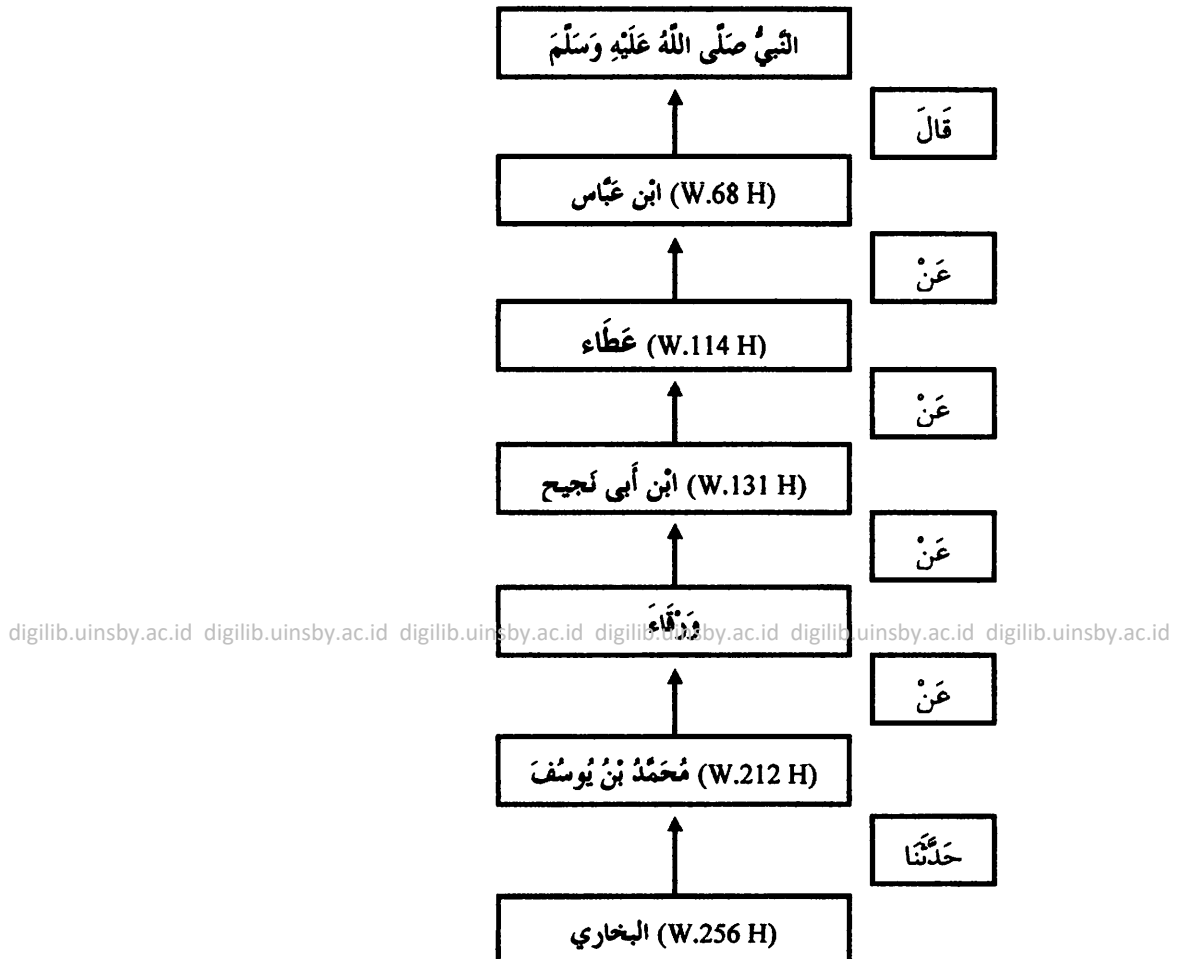 النَّبِيُّ صَلَّى اللَّهُ عَلَيْهِ وَسَلَّمَ
قَالَ
ابْن عَبَّاس (W.68 H)
عَنْ
عَطَاء (W.114 H)
عَنْ
ابْن أَبِى نَجِيح (W.131 H)
عَنْ
وَرْقَاءَ
digilib.uinsby.ac.id digilib.uinsby.ac.id digilib.uinsby.ac.id digilib.uinsby.ac.id digilib.uinsby.ac.id digilib.uinsby.ac.id
عَنْ
مُحَمَّدُ بْنُ يُوسُفَ (W.212 H)
حَدَّثَنَا
البخاري (W.256 H)